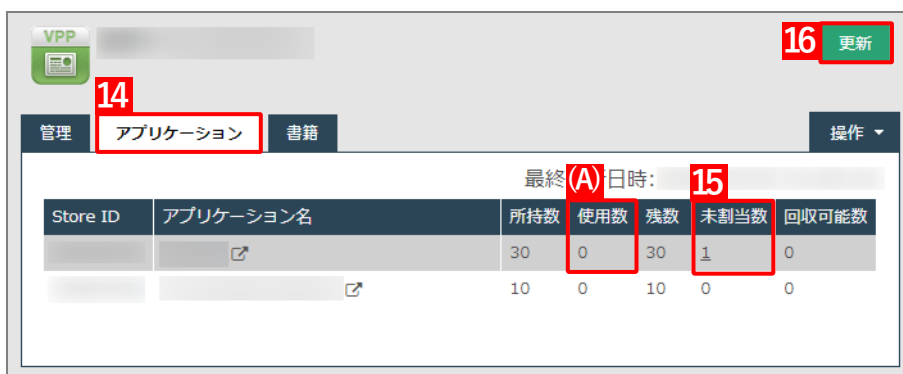 VPP
16 更新
14
管理 アプリケーション 書籍 操作
最終 (A) 日時: 15
Store ID アプリケーション名 所持数 使用数 残数 未割当数 回収可能数
30 0 30 1 0
10 0 10 0 0